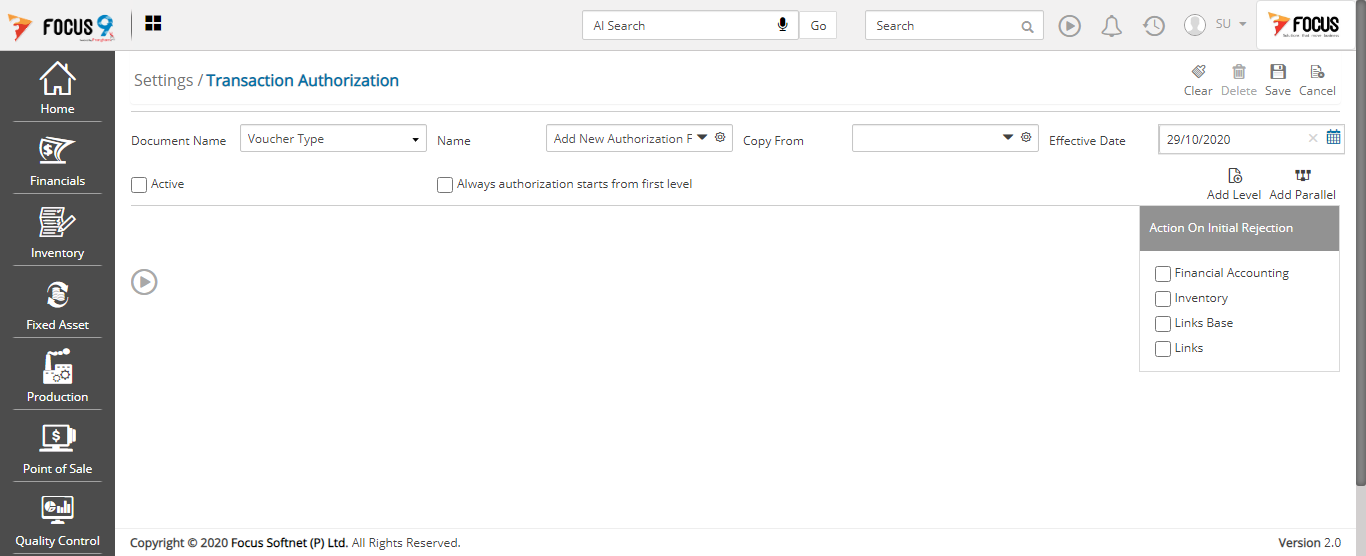 FOCUS 9
AI Search
Go
Search
SU
FOCUS
Home
Financials
Inventory
Fixed Asset
Production
Point of Sale
Quality Control
Settings / Transaction Authorization
Clear
Delete
Save
Cancel
Document Name
Voucher Type
Name
Add New Authorization F
Copy From
Effective Date
29/10/2020
Active
Always authorization starts from first level
Add Level
Add Parallel
Action On Initial Rejection
Financial Accounting
Inventory
Links Base
Links
Copyright © 2020 Focus Softnet (P) Ltd. All Rights Reserved.
Version 2.0